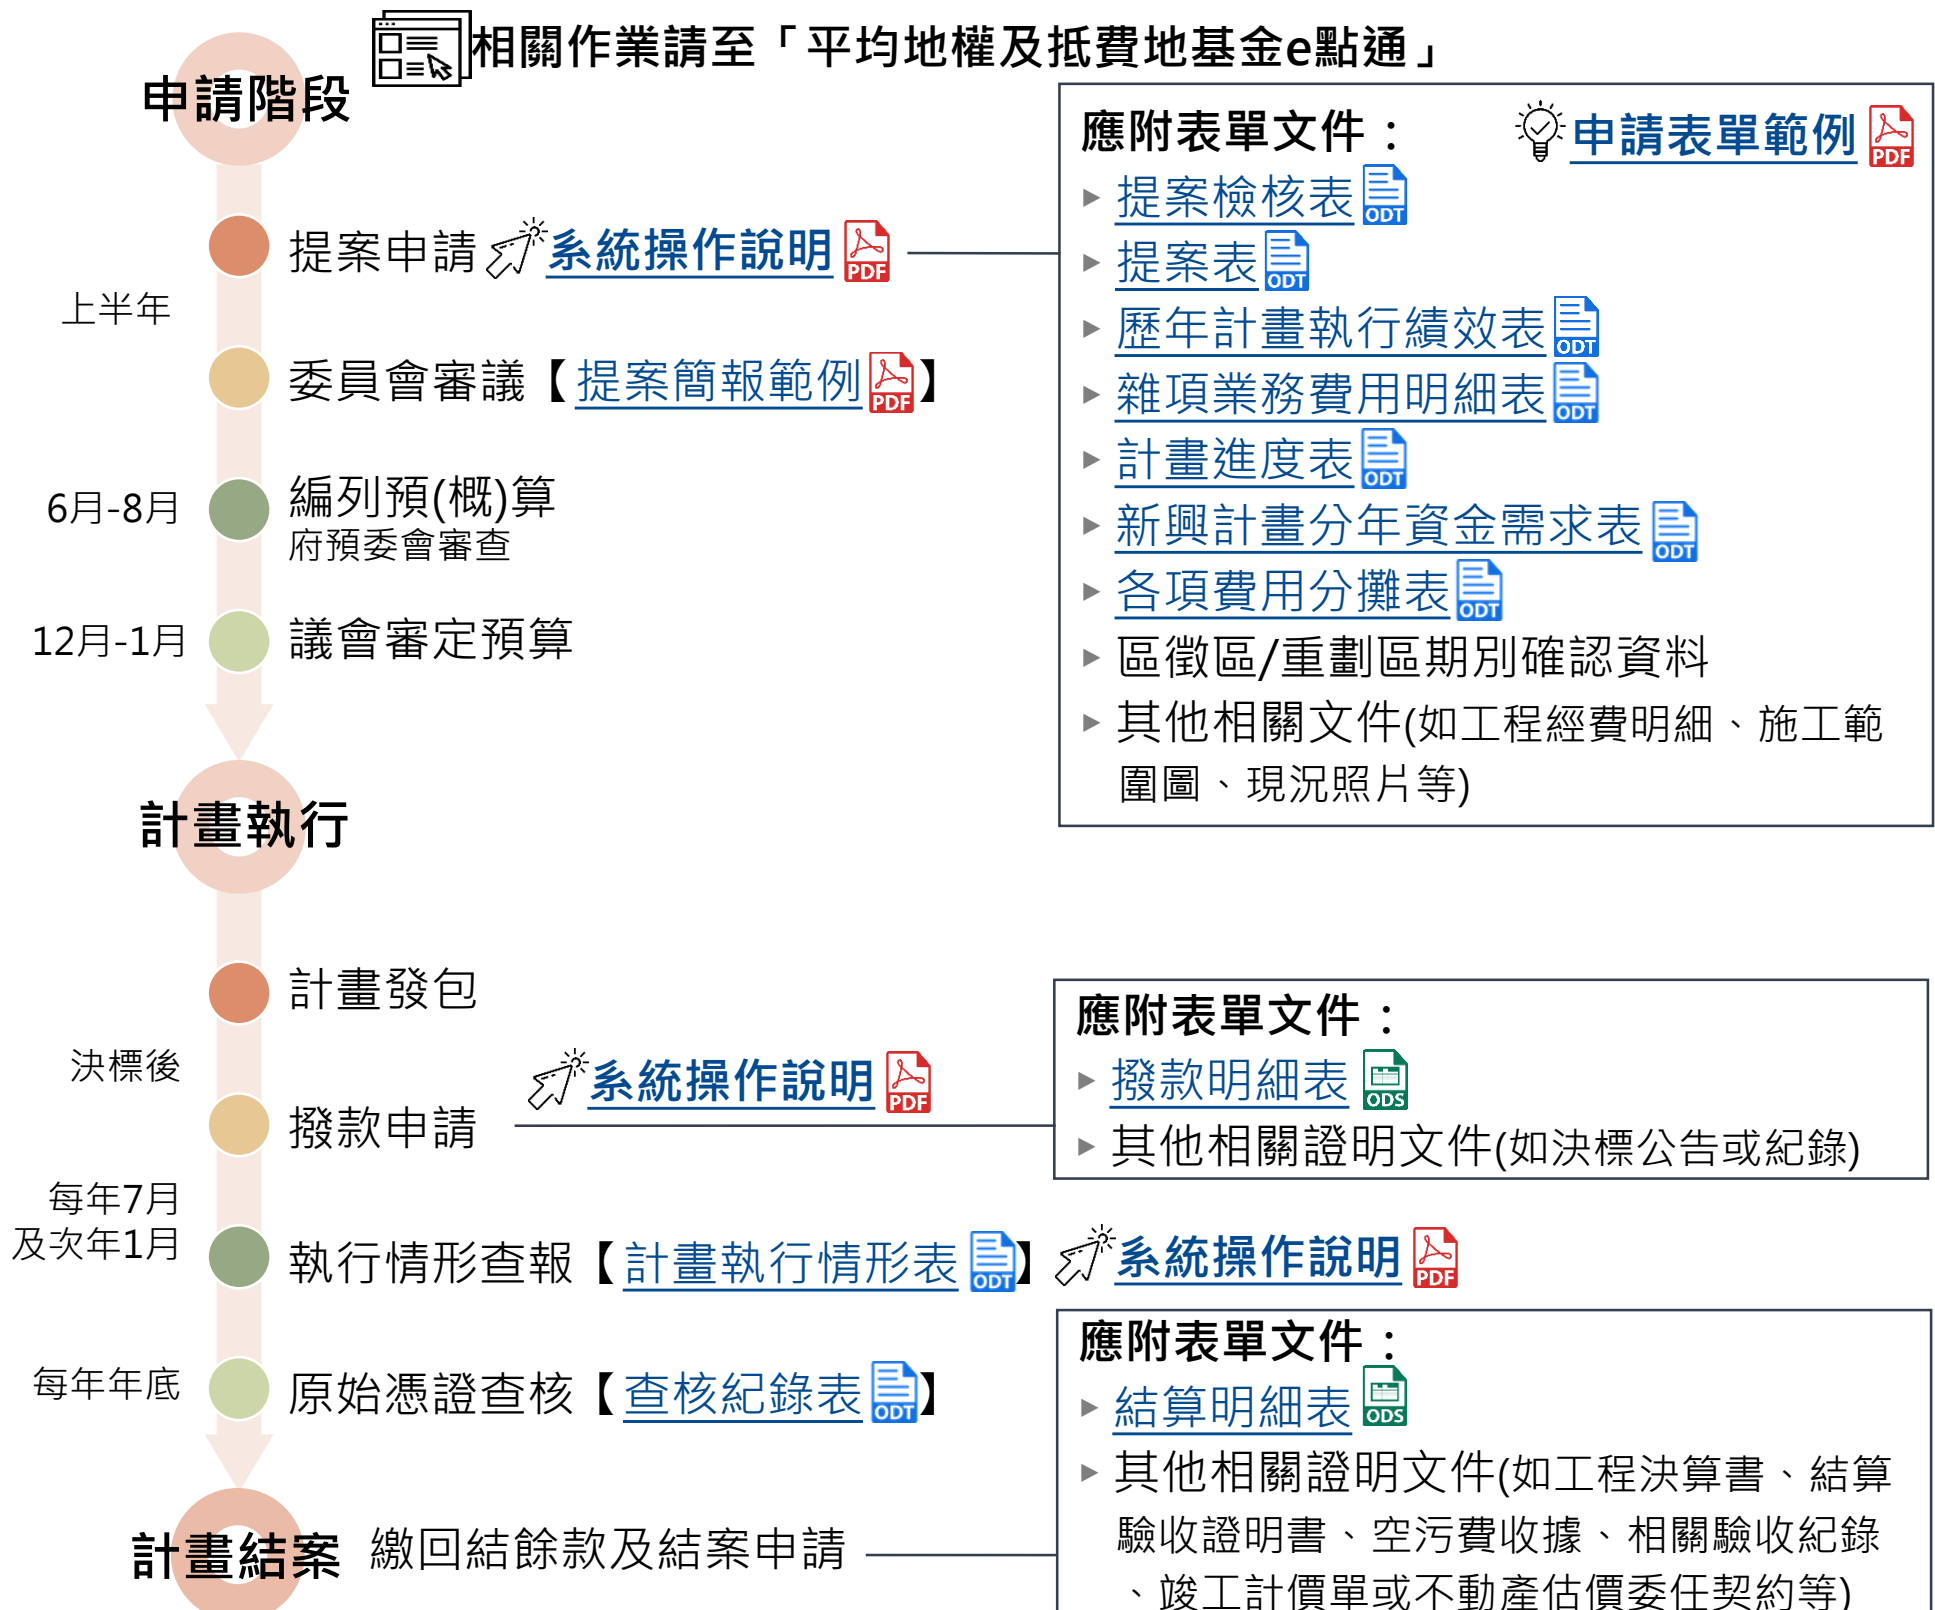 相關作業請至「平均地權及抵費地基金e點通」
申請階段
提案申請 系統操作說明 PDF
上半年
委員會審議【提案簡報範例 PDF】
6月-8月
編列預(概)算
府預委會審查
12月-1月
議會審定預算
應附表單文件：
申請表單範例 PDF
▸ 提案檢核表 ODT
▸ 提案表 ODT
▸ 歷年計畫執行績效表 ODT
▸ 雜項業務費用明細表 ODT
▸ 計畫進度表 ODT
▸ 新興計畫分年資金需求表 ODT
▸ 各項費用分攤表 ODT
▸ 區徵區/重劃區期別確認資料
▸ 其他相關文件(如工程經費明細、施工範
圍圖、現況照片等)
計畫執行
計畫發包
決標後
撥款申請
系統操作說明 PDF
應附表單文件：
▸ 撥款明細表 ODS
▸ 其他相關證明文件(如決標公告或紀錄)
每年7月
及次年1月
執行情形查報【計畫執行情形表 ODT】 系統操作說明 PDF
每年年底
原始憑證查核【查核紀錄表 ODT】
計畫結案
繳回結餘款及結案申請
應附表單文件：
▸ 結算明細表 ODS
▸ 其他相關證明文件(如工程決算書、結算
驗收證明書、空污費收據、相關驗收紀錄
、竣工計價單或不動產估價委任契約等)